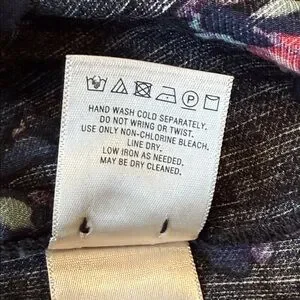 P
HAND WASH COLD SEPARATELY.
DO NOT WRING OR TWIST.
USE ONLY NON-CHLORINE BLEACH.
LINE DRY.
LOW IRON AS NEEDED.
MAY BE DRY CLEANED.